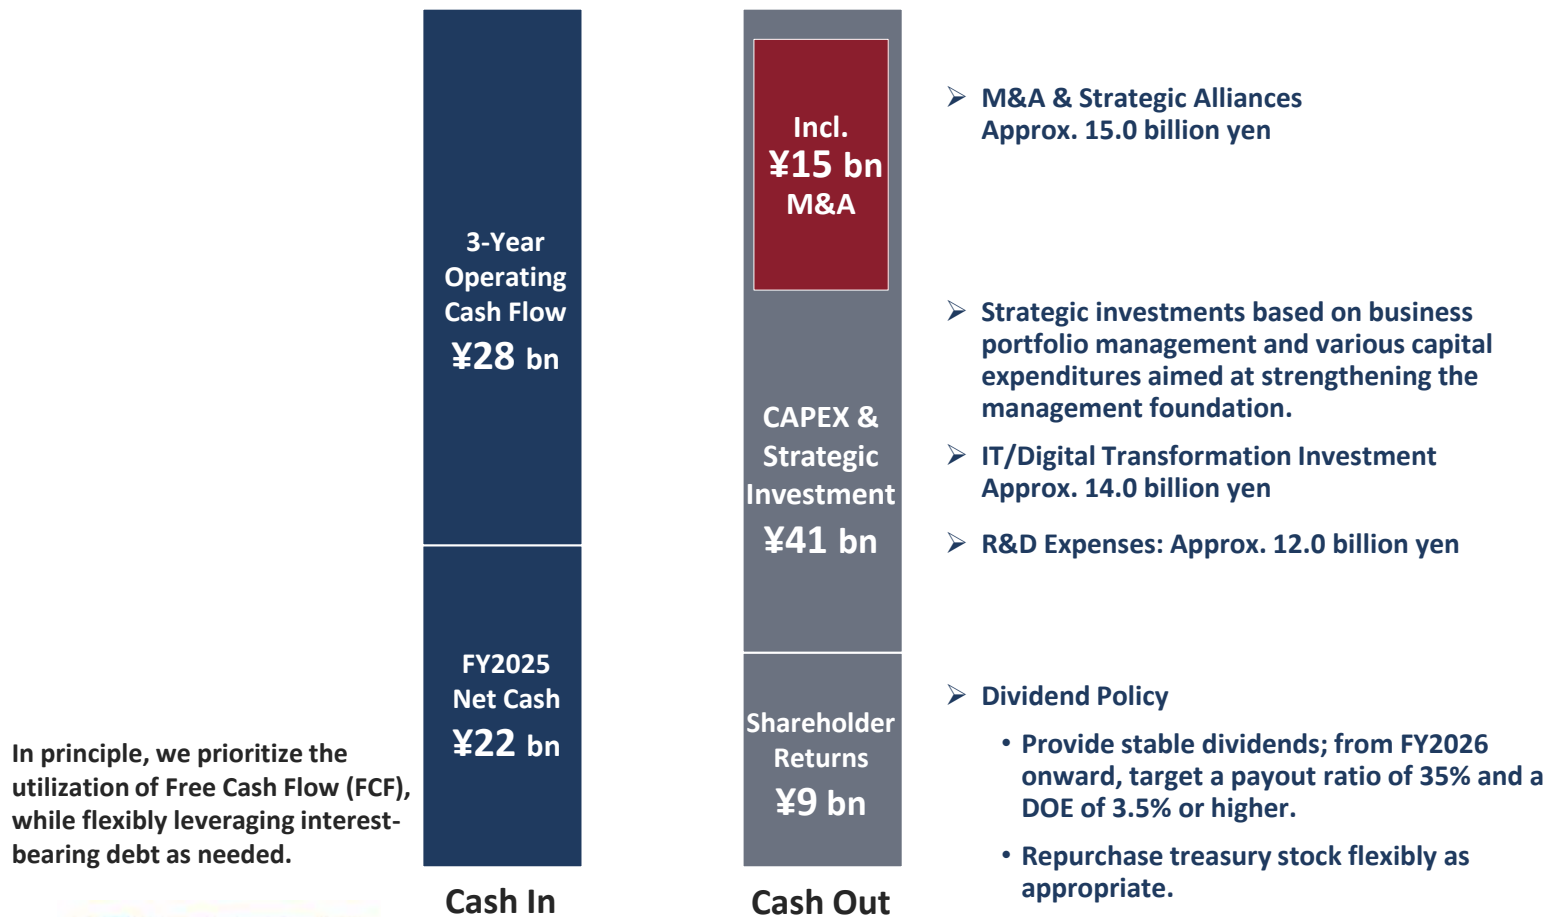 3-Year
Operating
Cash Flow
¥28 bn
FY2025
Net Cash
¥22 bn
Cash In
In principle, we prioritize the
utilization of Free Cash Flow (FCF),
while flexibly leveraging interest-
bearing debt as needed.
Incl.
¥15 bn
M&A
CAPEX &
Strategic
Investment
¥41 bn
Shareholder
Returns
¥9 bn
Cash Out
➢ M&A & Strategic Alliances
Approx. 15.0 billion yen
➢ Strategic investments based on business
portfolio management and various capital
expenditures aimed at strengthening the
management foundation.
➢ IT/Digital Transformation Investment
Approx. 14.0 billion yen
➢ R&D Expenses: Approx. 12.0 billion yen
➢ Dividend Policy
• Provide stable dividends; from FY2026
onward, target a payout ratio of 35% and a
DOE of 3.5% or higher.
• Repurchase treasury stock flexibly as
appropriate.